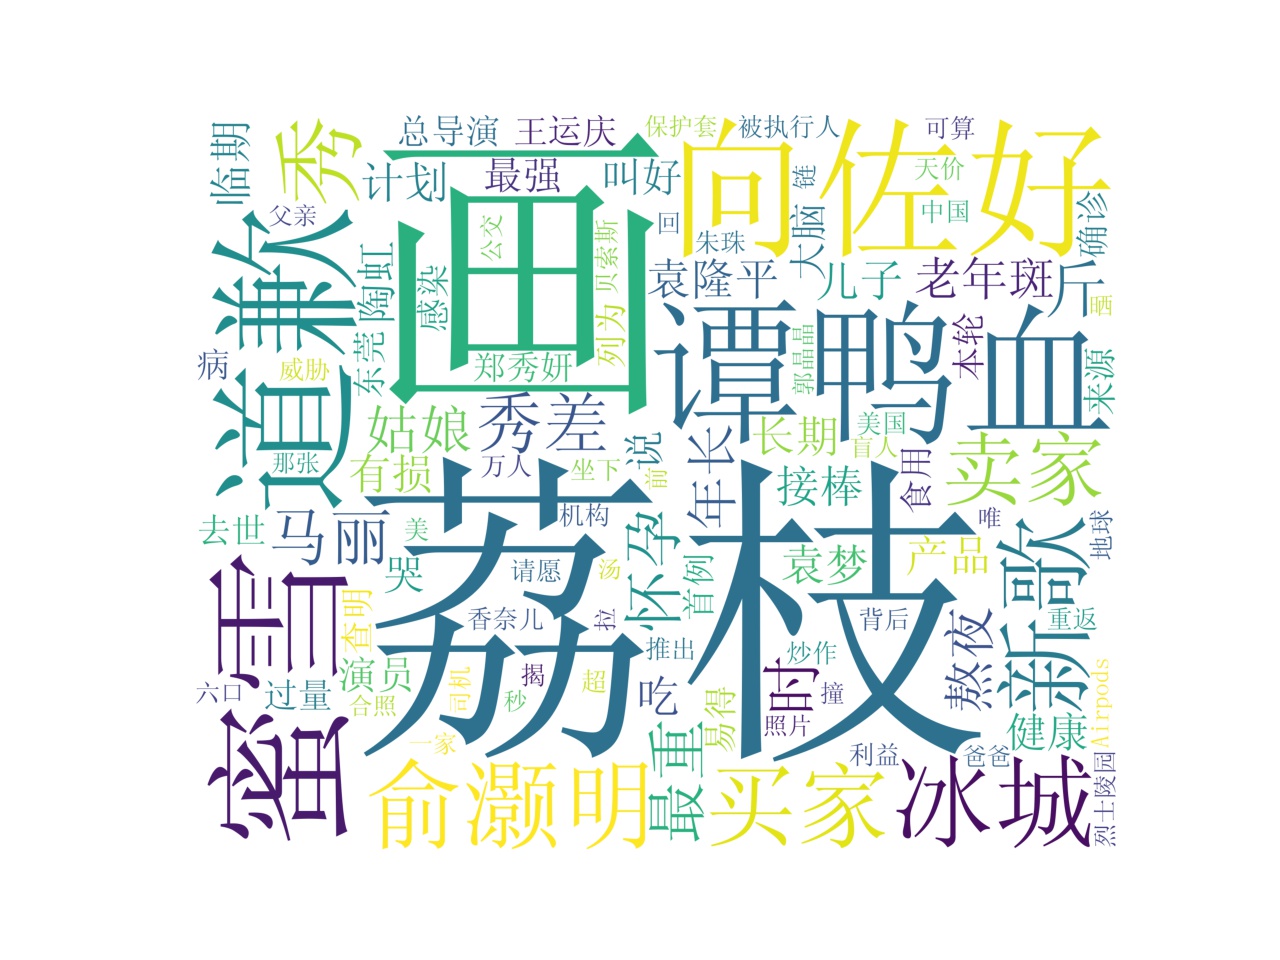 临期
秀
总导演
王运庆
保护套
被执行人
可算
画
向佐好
计划
最强
叫好
链
天价
中国
确诊
父亲
道歉
陶虹
感染
公交
贝索斯
回
朱珠
大脑
袁隆平
儿子
老年斑
斤
晒
列为
谭鸭血
郭晶晶
本轮
来源
病
威胁
东莞
郑秀妍
姑娘
秀差
说
年长
长期
美国
盲人
卖家
那张
有损
万人
坐下
前
接棒
食用
荔枝
去世
马丽
美
机构
怀孕
首例
袁梦
产品
唯
地球
新歌
哭
请愿
汤
蜜雪
冰城
查明
香奈儿
拉
背后
熬夜
重返
推出
炒作
时
撞
六口
过量
演员
合照
司机
揭
秒
超
吃
易得
照片
健康
Airpods
一家
利益
爸爸
俞灏明
最重
买家
烈士陵园